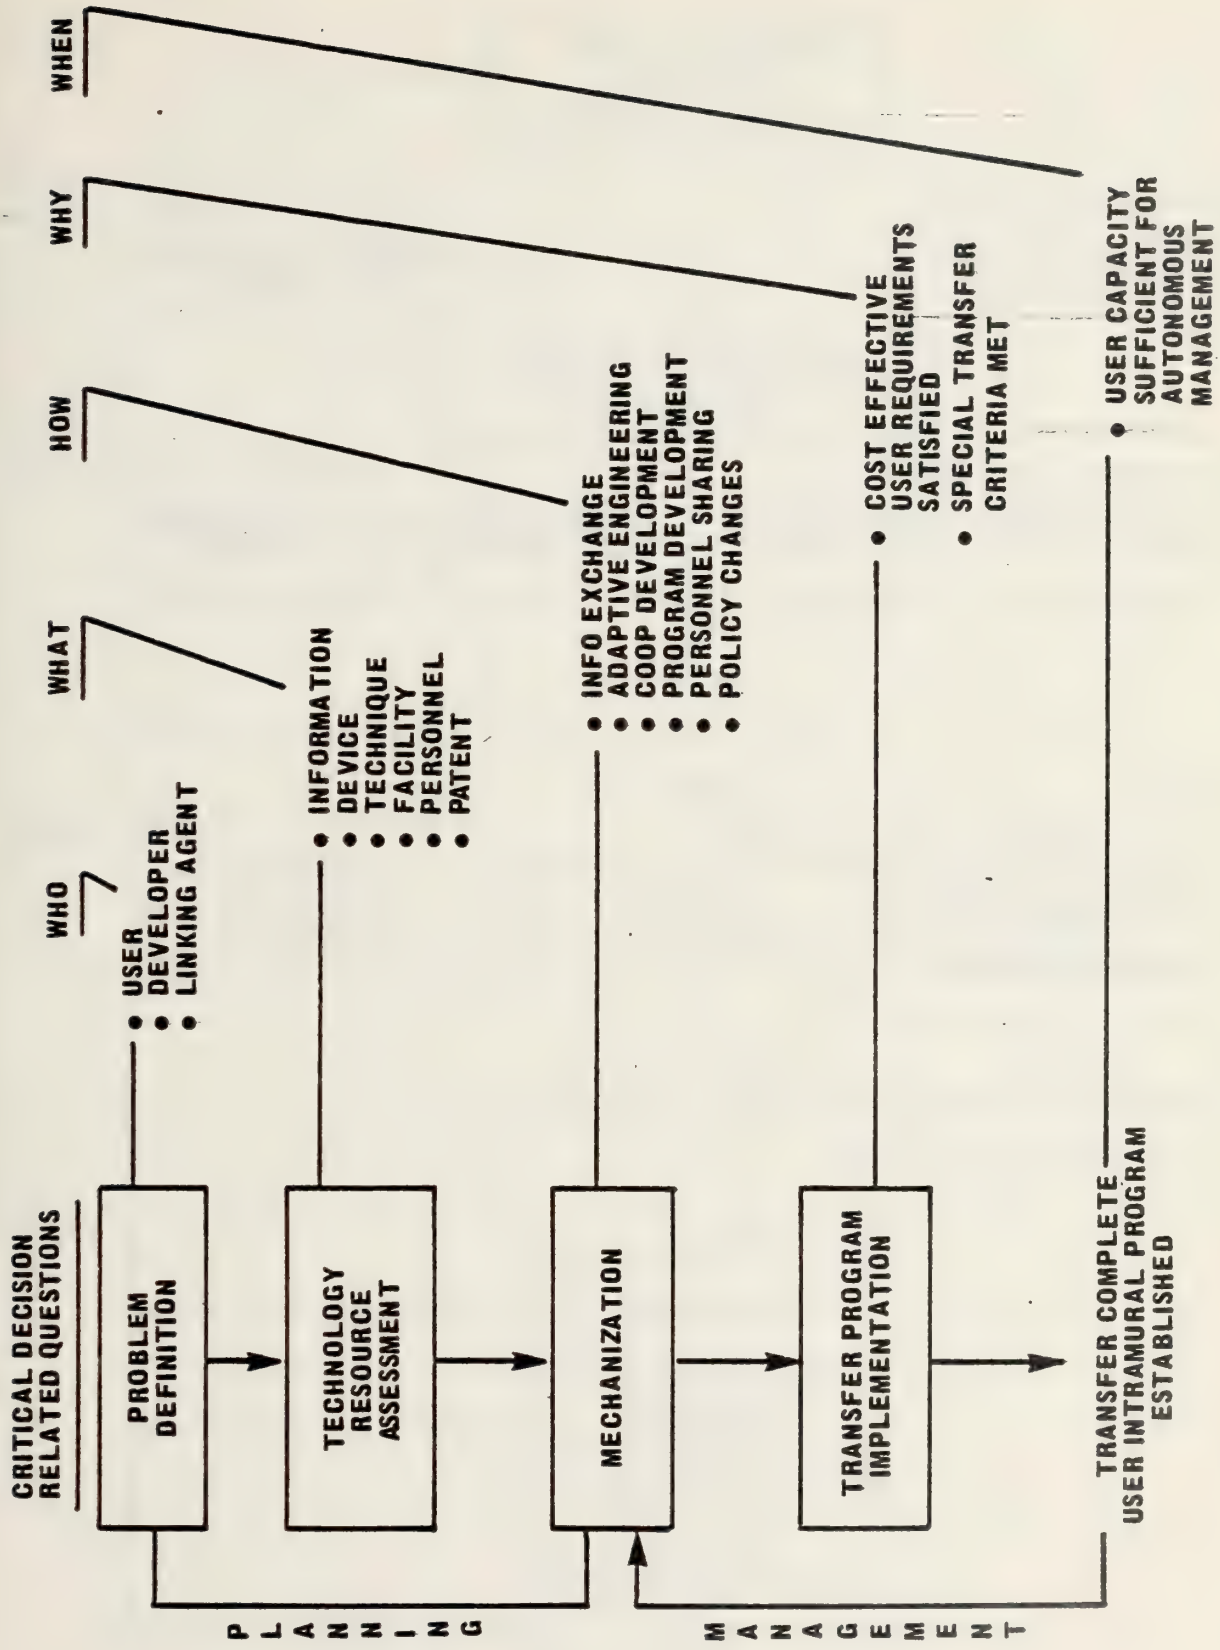 CRITICAL DECISION
RELATED QUESTIONS
WHO
WHAT
HOW
WHY
WHEN
PLANNING
PROBLEM
DEFINITION
• USER
• DEVELOPER
• LINKING AGENT
TECHNOLOGY
RESOURCE
ASSESSMENT
• INFORMATION
• DEVICE
• TECHNIQUE
• FACILITY
• PERSONNEL
• PATENT
MECHANIZATION
• INFO EXCHANGE
• ADAPTIVE ENGINEERING
• COOP DEVELOPMENT
• PROGRAM DEVELOPMENT
• PERSONNEL SHARING
• POLICY CHANGES
MANAGEMENT
TRANSFER PROGRAM
IMPLEMENTATION
• COST EFFECTIVE
USER REQUIREMENTS
SATISFIED
• SPECIAL TRANSFER
CRITERIA MET
TRANSFER COMPLETE
USER INTRAMURAL PROGRAM
ESTABLISHED
• USER CAPACITY
SUFFICIENT FOR
AUTONOMOUS
MANAGEMENT